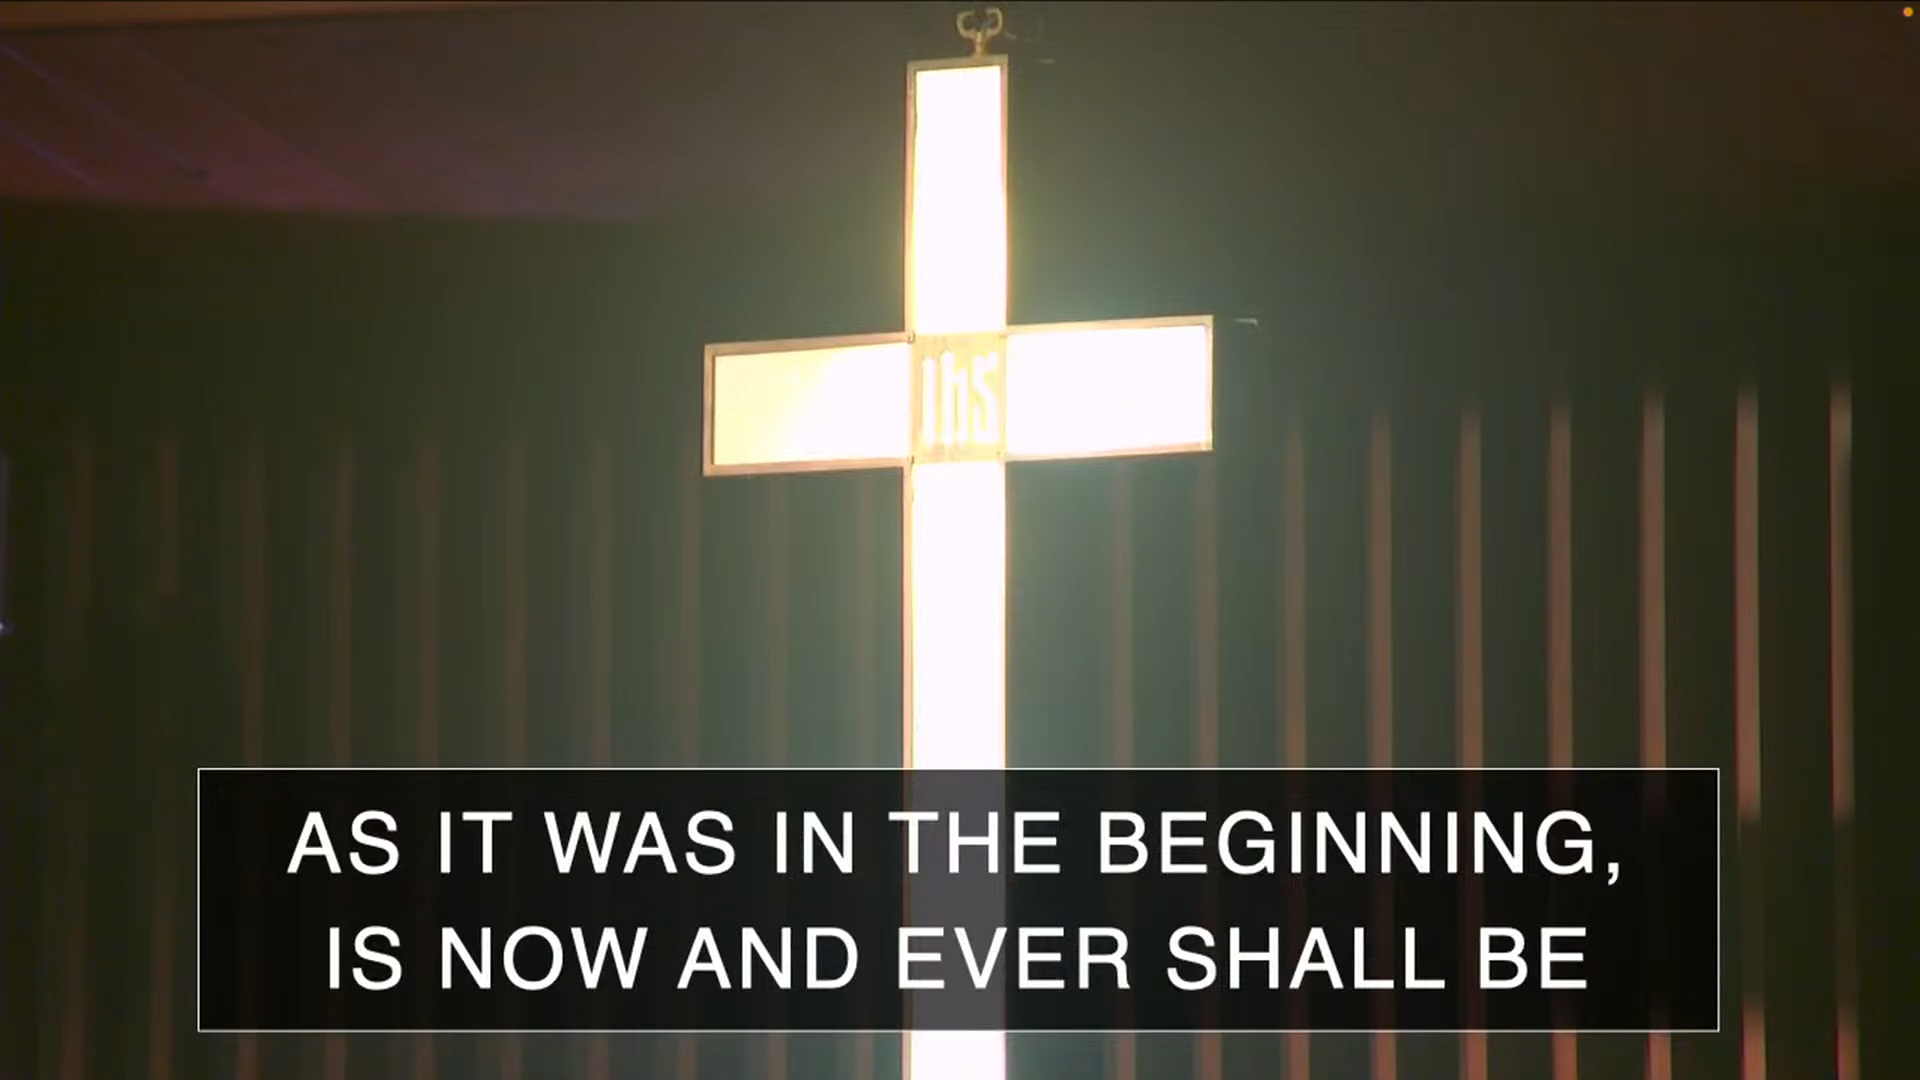 Ihs
AS IT WAS IN THE BEGINNING,
IS NOW AND EVER SHALL BE